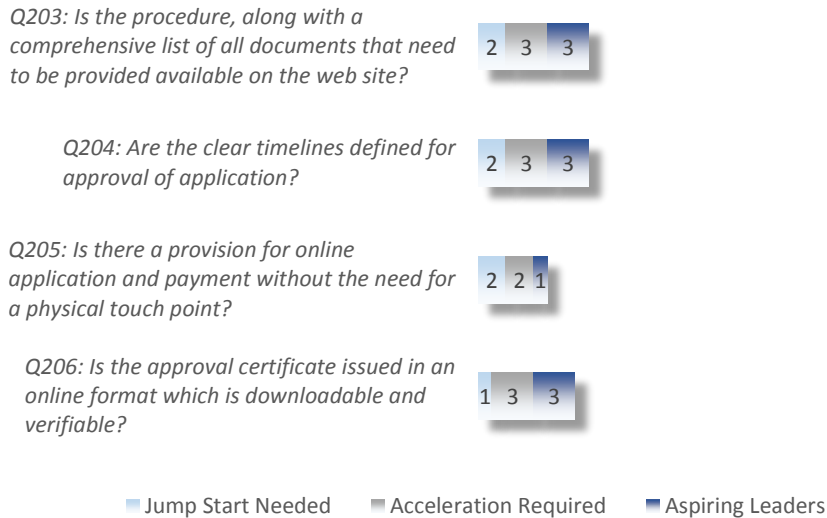 Q203: Is the procedure, along with a
comprehensive list of all documents that need
to be provided available on the web site?
2 3 3
Q204: Are the clear timelines defined for
approval of application?
2 3 3
Q205: Is there a provision for online
application and payment without the need for
a physical touch point?
2 2 1
Q206: Is the approval certificate issued in an
online format which is downloadable and
verifiable?
1 3 3
Jump Start Needed Acceleration Required Aspiring Leaders